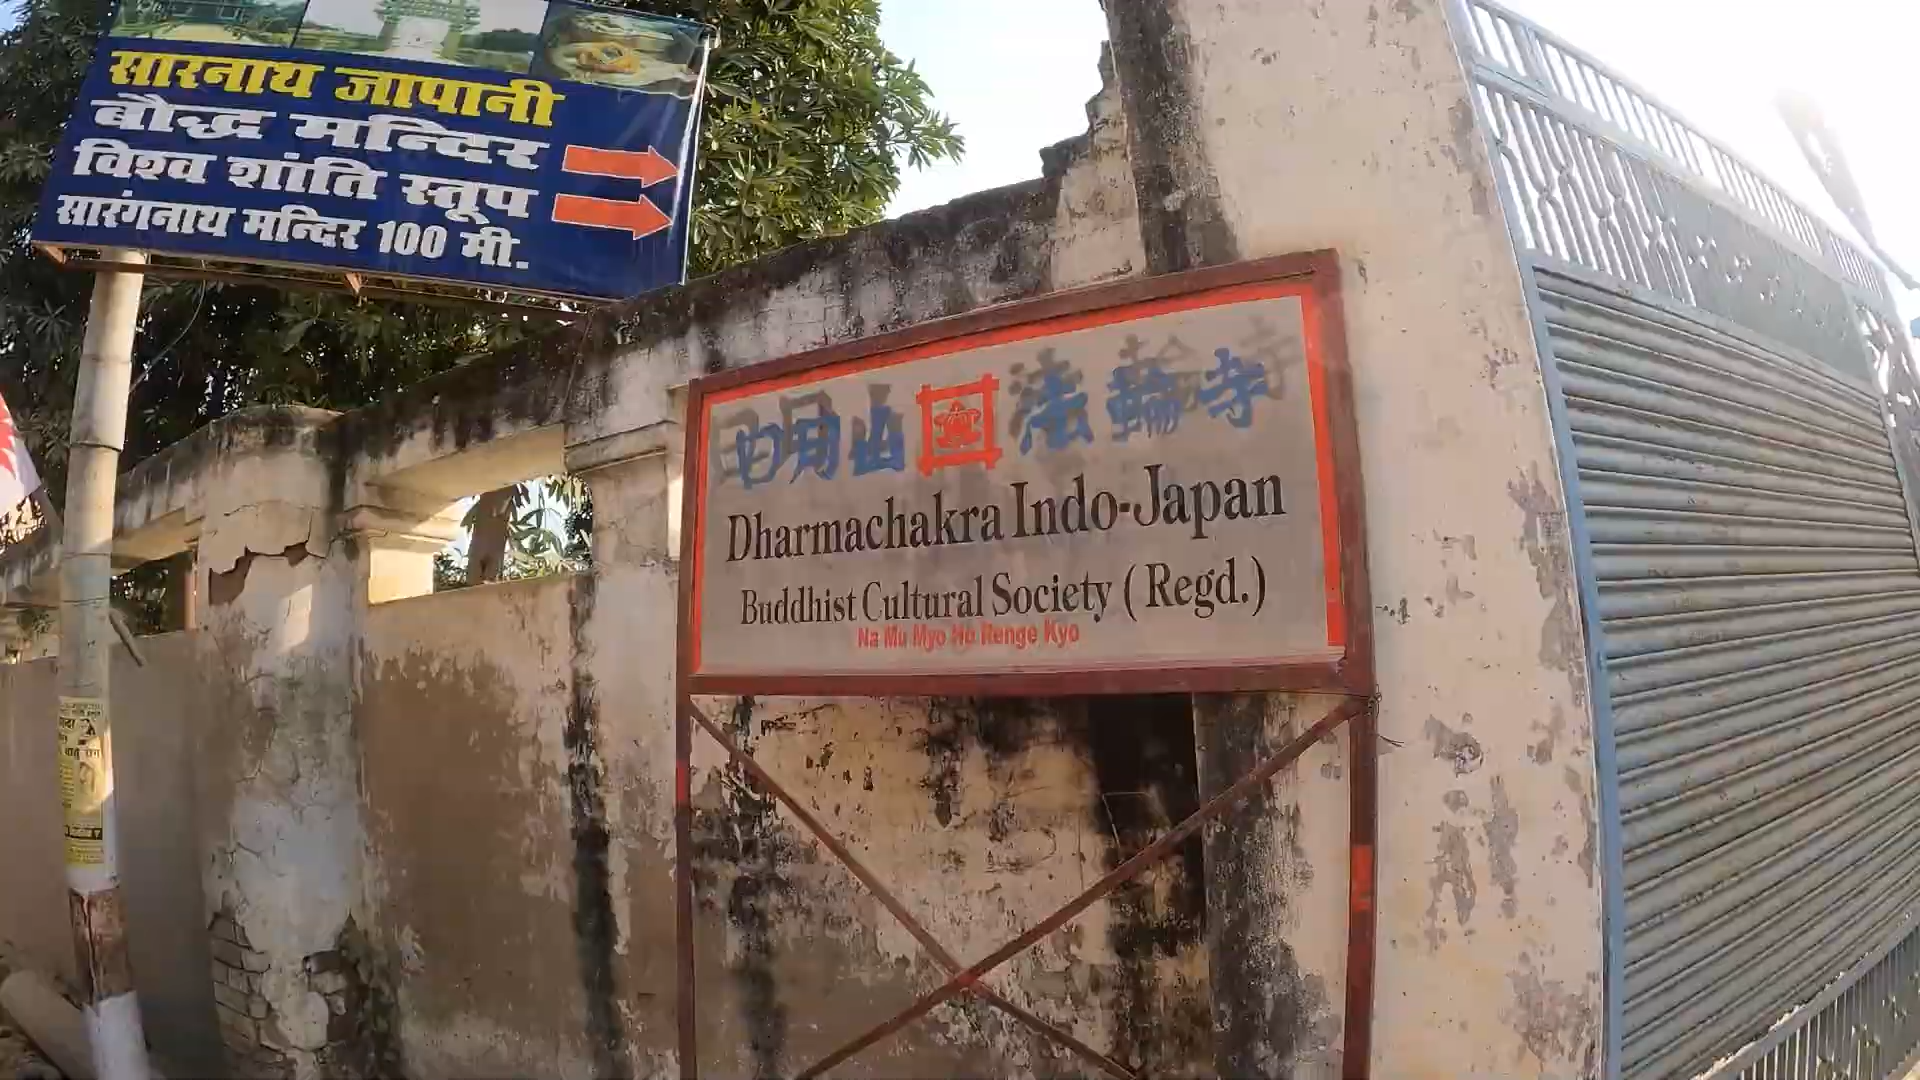 सारनाथ जापानी
बौद्ध मन्दिर
विश्व शांति स्तूप
सारंगनाथ मन्दिर 100 मी.
日月山 法輪寺
Dharmachakra Indo-Japan
Buddhist Cultural Society ( Regd.)
Na Mu Myo Ho Renge Kyo